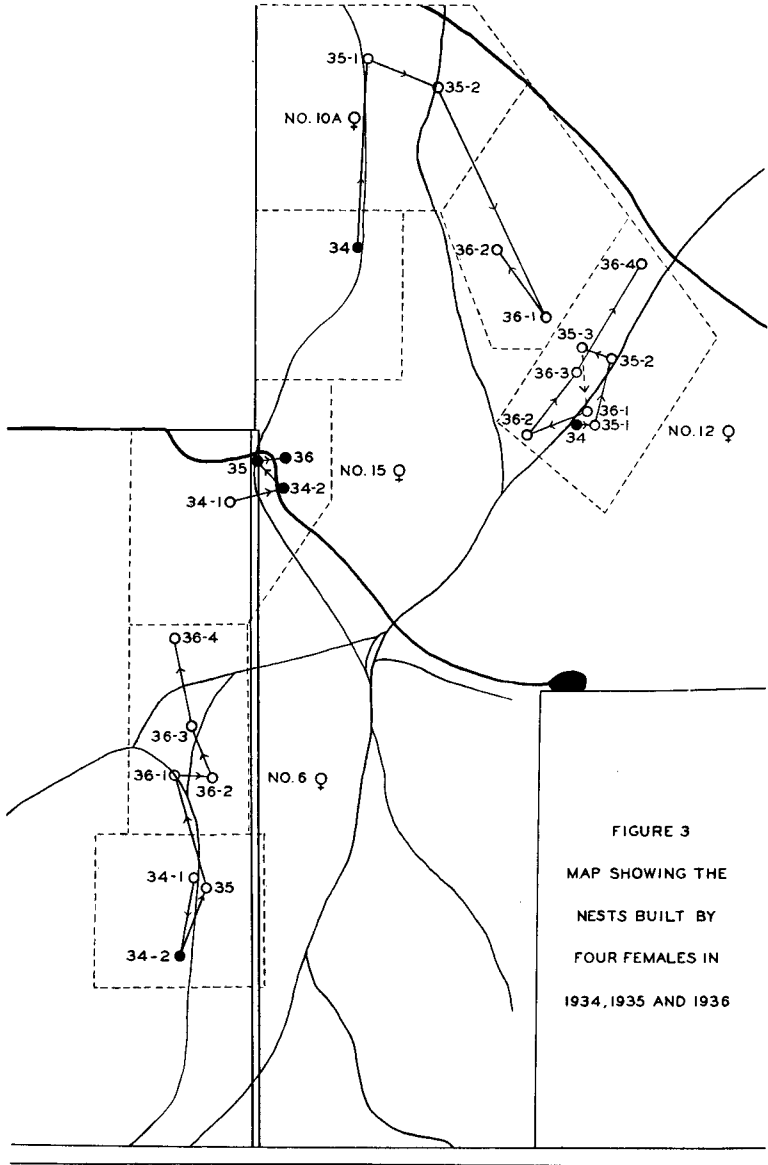 35-1
35-2
NO. 10A ♀
34
36-2
36-4
36-1
35-3
35-2
36-3
36-1
36-2
34
35-1
NO. 12 ♀
35
36
NO. 15 ♀
34-2
34-1
36-4
36-3
36-1
36-2
NO. 6 ♀
34-1
35
34-2
FIGURE 3
MAP SHOWING THE
NESTS BUILT BY
FOUR FEMALES IN
1934, 1935 AND 1936